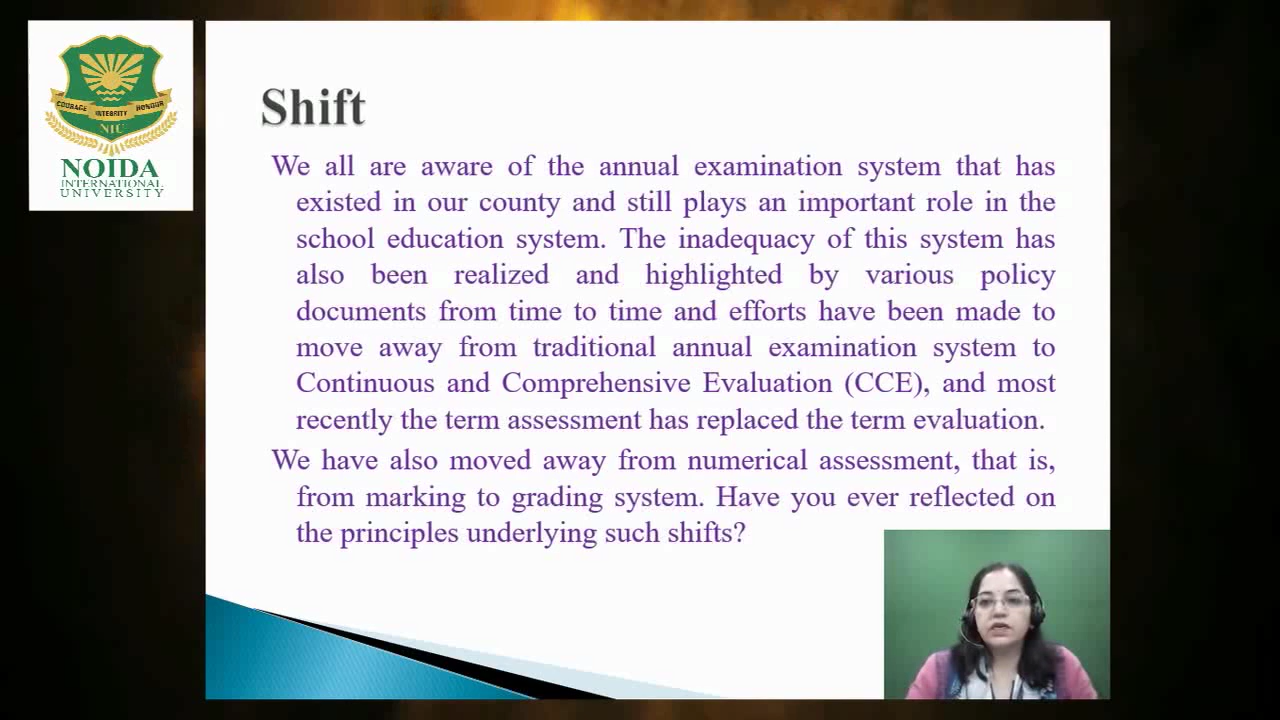 COURAGE INTEGRITY HONOUR
NIU
NOIDA
INTERNATIONAL
UNIVERSITY
Shift
We all are aware of the annual examination system that has
existed in our county and still plays an important role in the
school education system. The inadequacy of this system has
also been realized and highlighted by various policy
documents from time to time and efforts have been made to
move away from traditional annual examination system to
Continuous and Comprehensive Evaluation (CCE), and most
recently the term assessment has replaced the term evaluation.
We have also moved away from numerical assessment, that is,
from marking to grading system. Have you ever reflected on
the principles underlying such shifts?